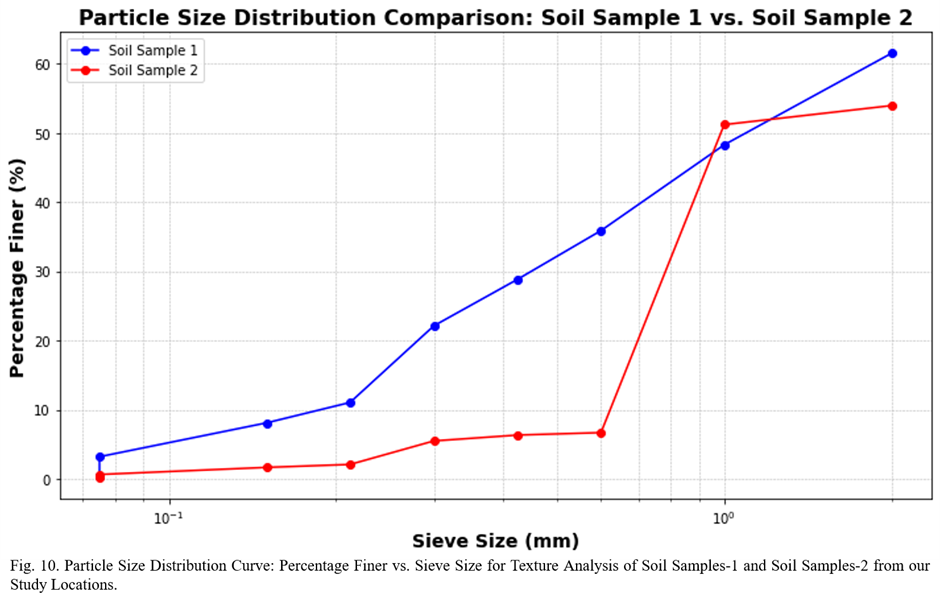 Particle Size Distribution Comparison: Soil Sample 1 vs. Soil Sample 2
Soil Sample 1
Soil Sample 2
Percentage Finer (%)
60
50
40
30
20
10
0
10⁻¹
10⁰
Sieve Size (mm)
Fig. 10. Particle Size Distribution Curve: Percentage Finer vs. Sieve Size for Texture Analysis of Soil Samples-1 and Soil Samples-2 from our
Study Locations.